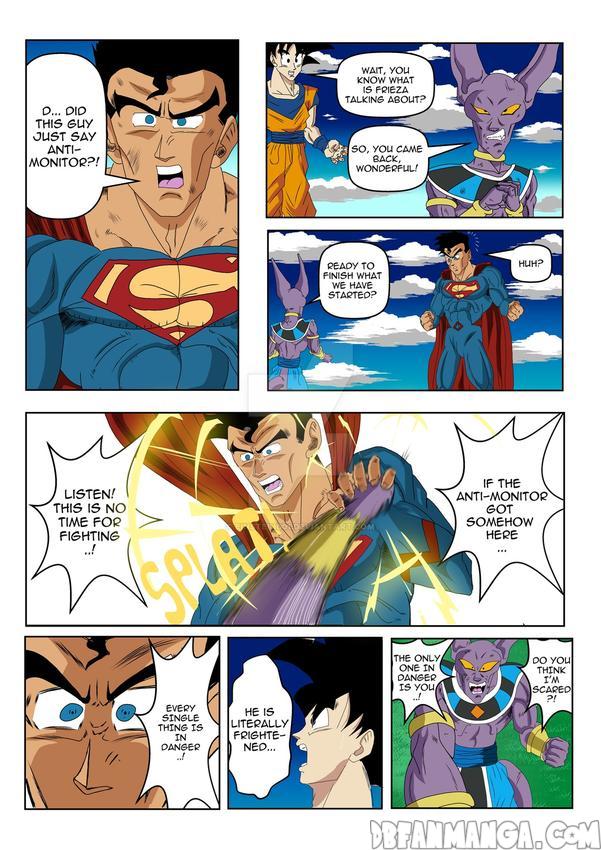 D... DID
THIS GUY
JUST SAY
ANTI-
MONITOR?!
WAIT, YOU
KNOW WHAT
IS FRIEZA
TALKING ABOUT?
SO, YOU CAME
BACK,
WONDERFUL!
READY TO
FINISH WHAT
WE HAVE
STARTED?
HUH?
LISTEN!
THIS IS NO
TIME FOR
FIGHTING
..!
SPLAT!
IF THE
ANTI-MONITOR
GOT
SOMEHOW
HERE
...
EVERY
SINGLE
THING IS
IN
DANGER
..!
HE IS
LITERALLY
FRIGHTE-
NED...
THE ONLY
ONE IN
DANGER
IS YOU
..!
DO YOU
THINK
I'M
SCARED
?!
DBFANMANGA.COM